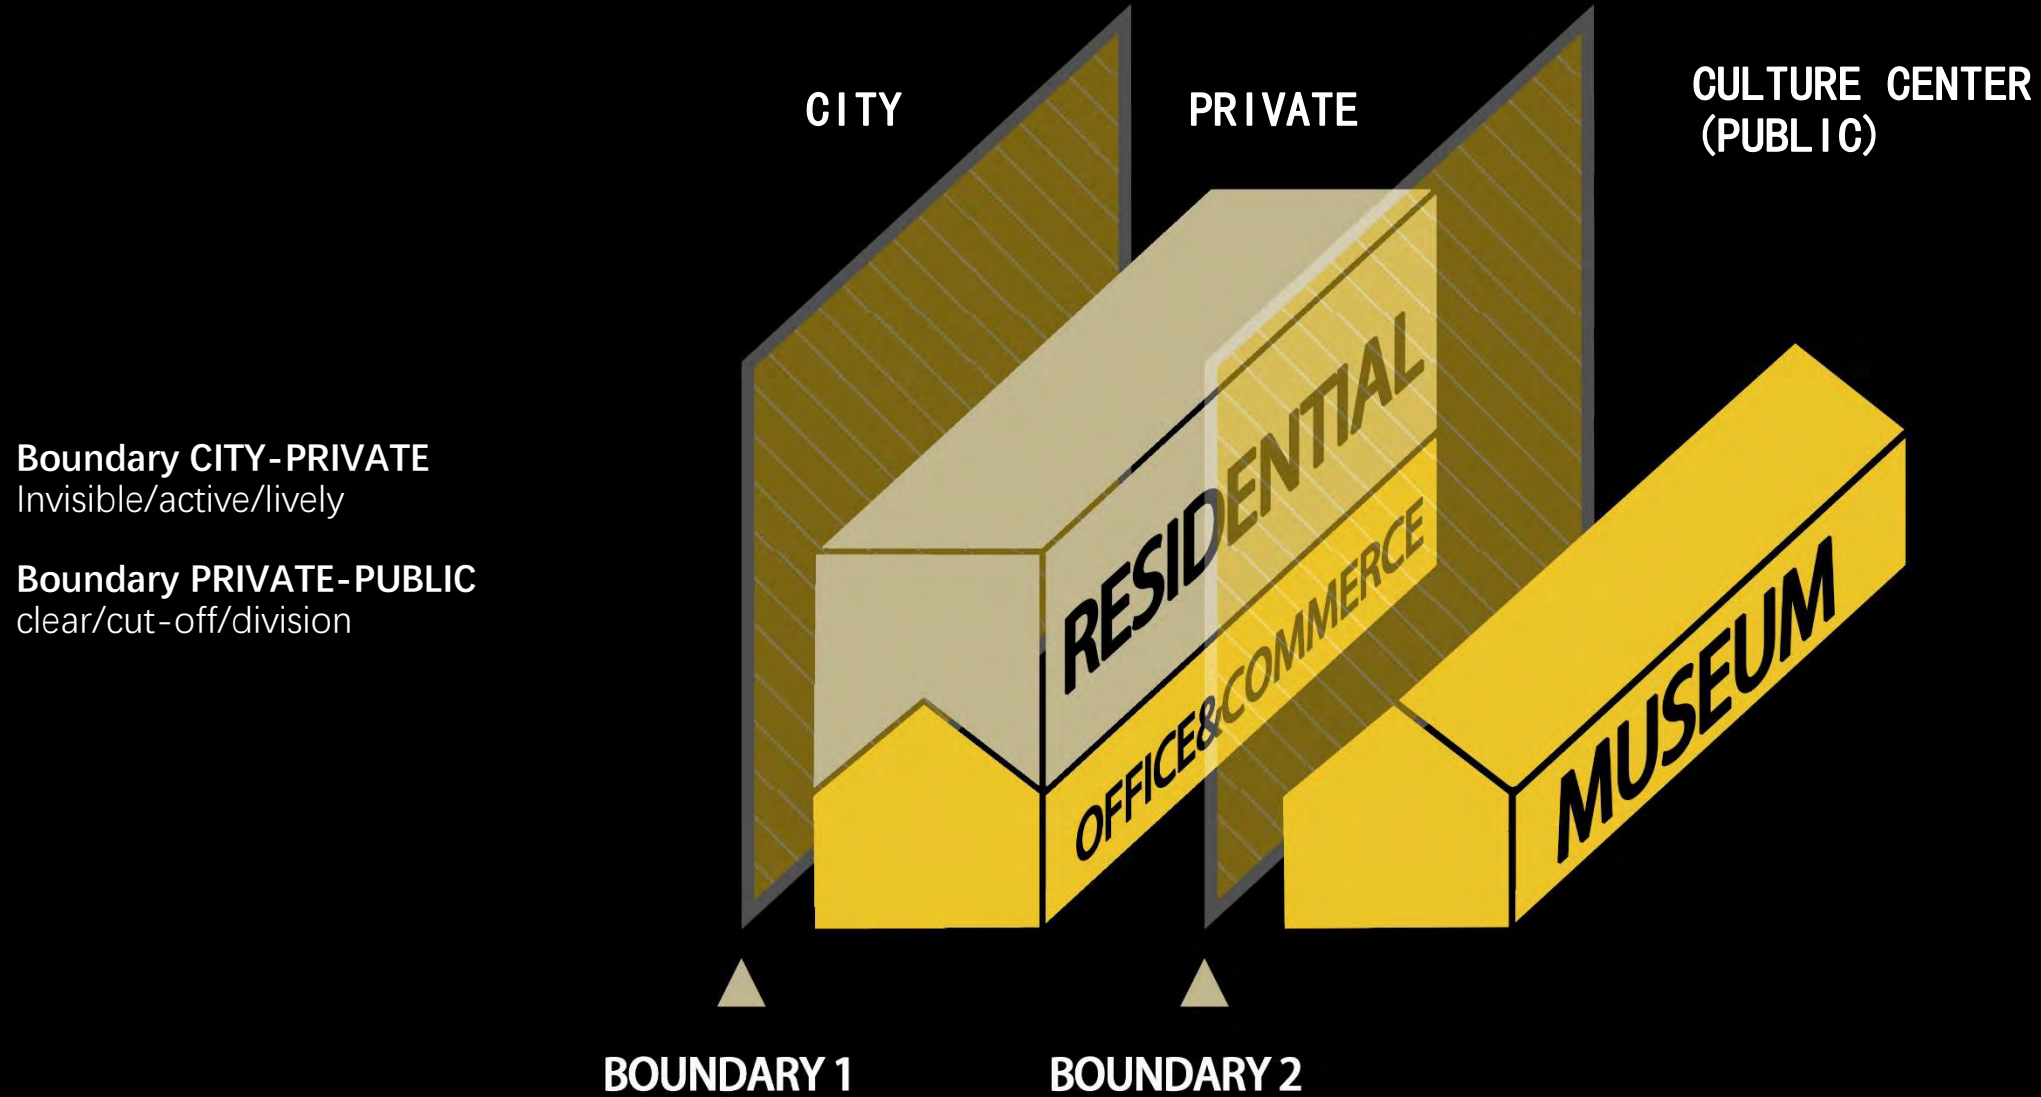 CITY
PRIVATE
CULTURE CENTER
(PUBLIC)
Boundary CITY-PRIVATE
Invisible/active/lively
Boundary PRIVATE-PUBLIC
clear/cut-off/division
RESIDENTIAL
OFFICE&COMMERCE
MUSEUM
BOUNDARY 1
BOUNDARY 2